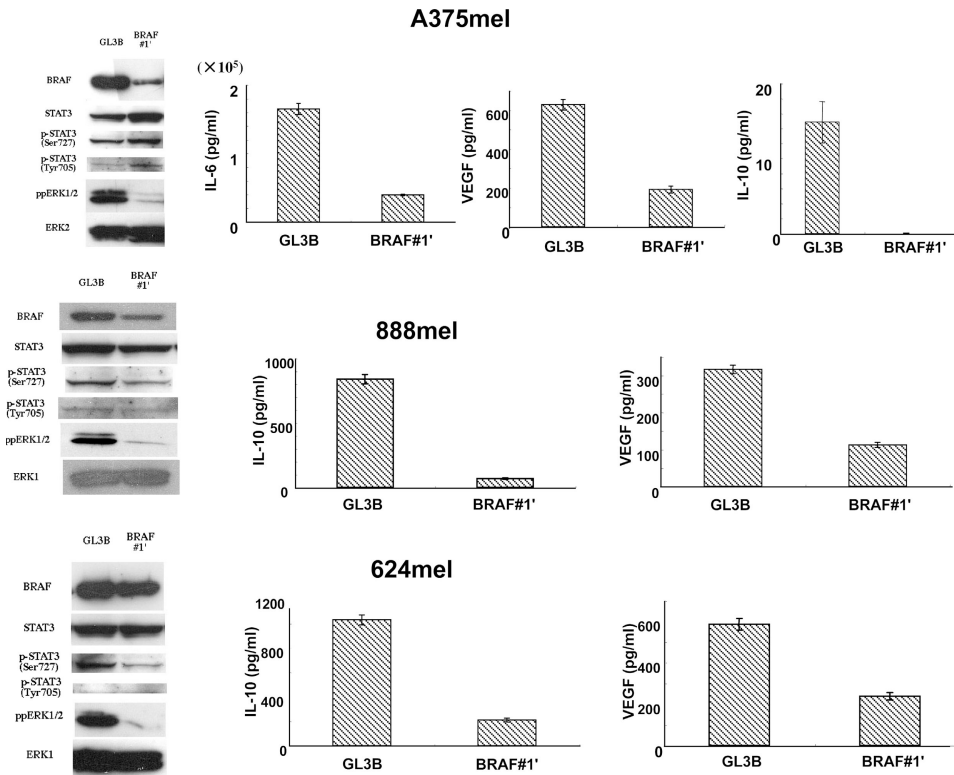 A375mel
GL3B
BRAF
#1'
BRAF
STAT3
p-STAT3
(Ser727)
p-STAT3
(Tyr705)
ppERK1/2
ERK2
(×10⁵)
IL-6 (pg/ml)
2
1
0
GL3B BRAF#1'
VEGF (pg/ml)
600
400
200
0
GL3B BRAF#1'
IL-10 (pg/ml)
20
10
0
GL3B BRAF#1'
888mel
GL3B
BRAF
#1'
BRAF
STAT3
p-STAT3
(Ser727)
p-STAT3
(Tyr705)
ppERK1/2
ERK1
IL-10 (pg/ml)
1000
500
0
GL3B BRAF#1'
VEGF (pg/ml)
300
200
100
0
GL3B BRAF#1'
624mel
GL3B
BRAF
#1'
BRAF
STAT3
p-STAT3
(Ser727)
p-STAT3
(Tyr705)
ppERK1/2
ERK1
IL-10 (pg/ml)
1200
800
400
0
GL3B BRAF#1'
VEGF (pg/ml)
600
400
200
0
GL3B BRAF#1'